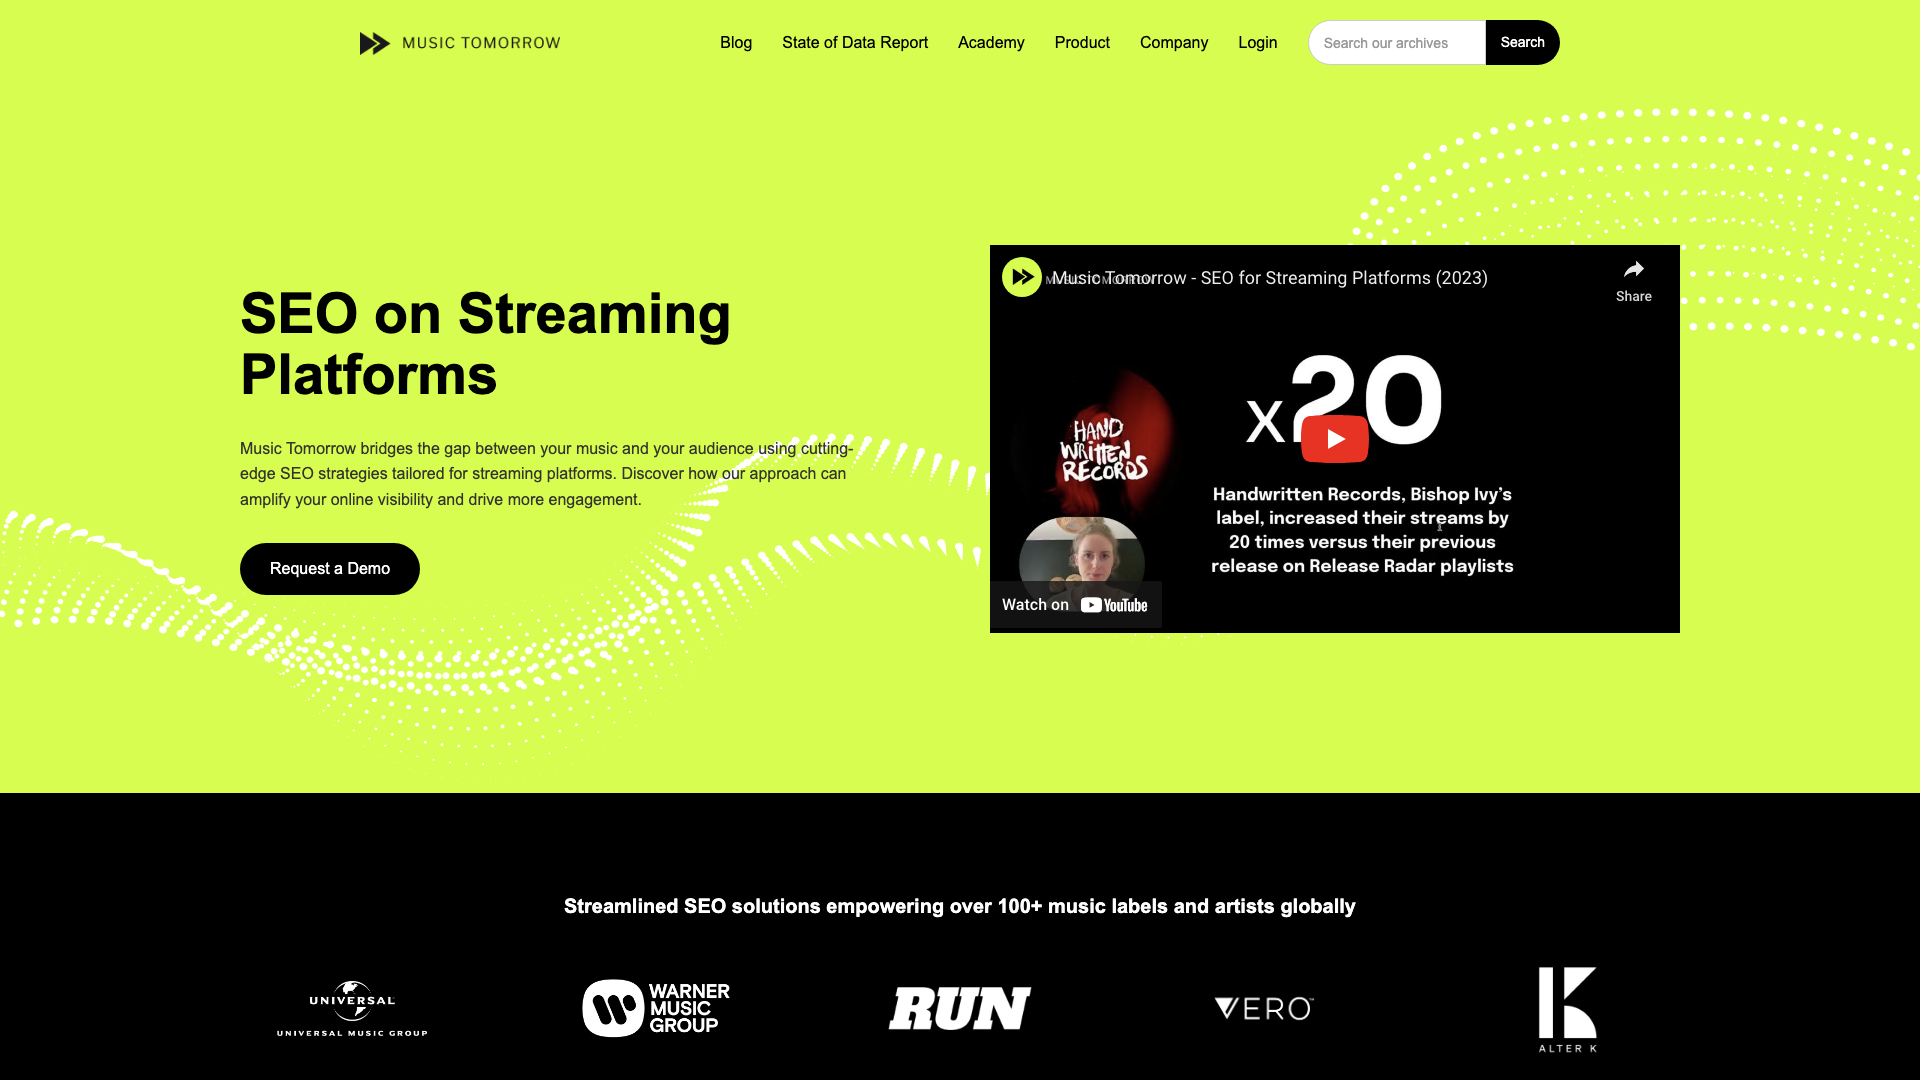 MUSIC TOMORROW
Blog
State of Data Report
Academy
Product
Company
Login
Search our archives
Search
SEO on Streaming
Platforms
Music Tomorrow bridges the gap between your music and your audience using cutting-
edge SEO strategies tailored for streaming platforms. Discover how our approach can
amplify your online visibility and drive more engagement.
Request a Demo
Music Tomorrow - SEO for Streaming Platforms (2023)
MUSIC TOMORROW
Share
HAND
WRITTEN
RECORDS
x20
Handwritten Records, Bishop Ivy’s
label, increased their streams by
20 times versus their previous
release on Release Radar playlists
Watch on YouTube
Streamlined SEO solutions empowering over 100+ music labels and artists globally
UNIVERSAL
UNIVERSAL MUSIC GROUP
WARNER
MUSIC
GROUP
RUN
VERO™
K
ALTER K